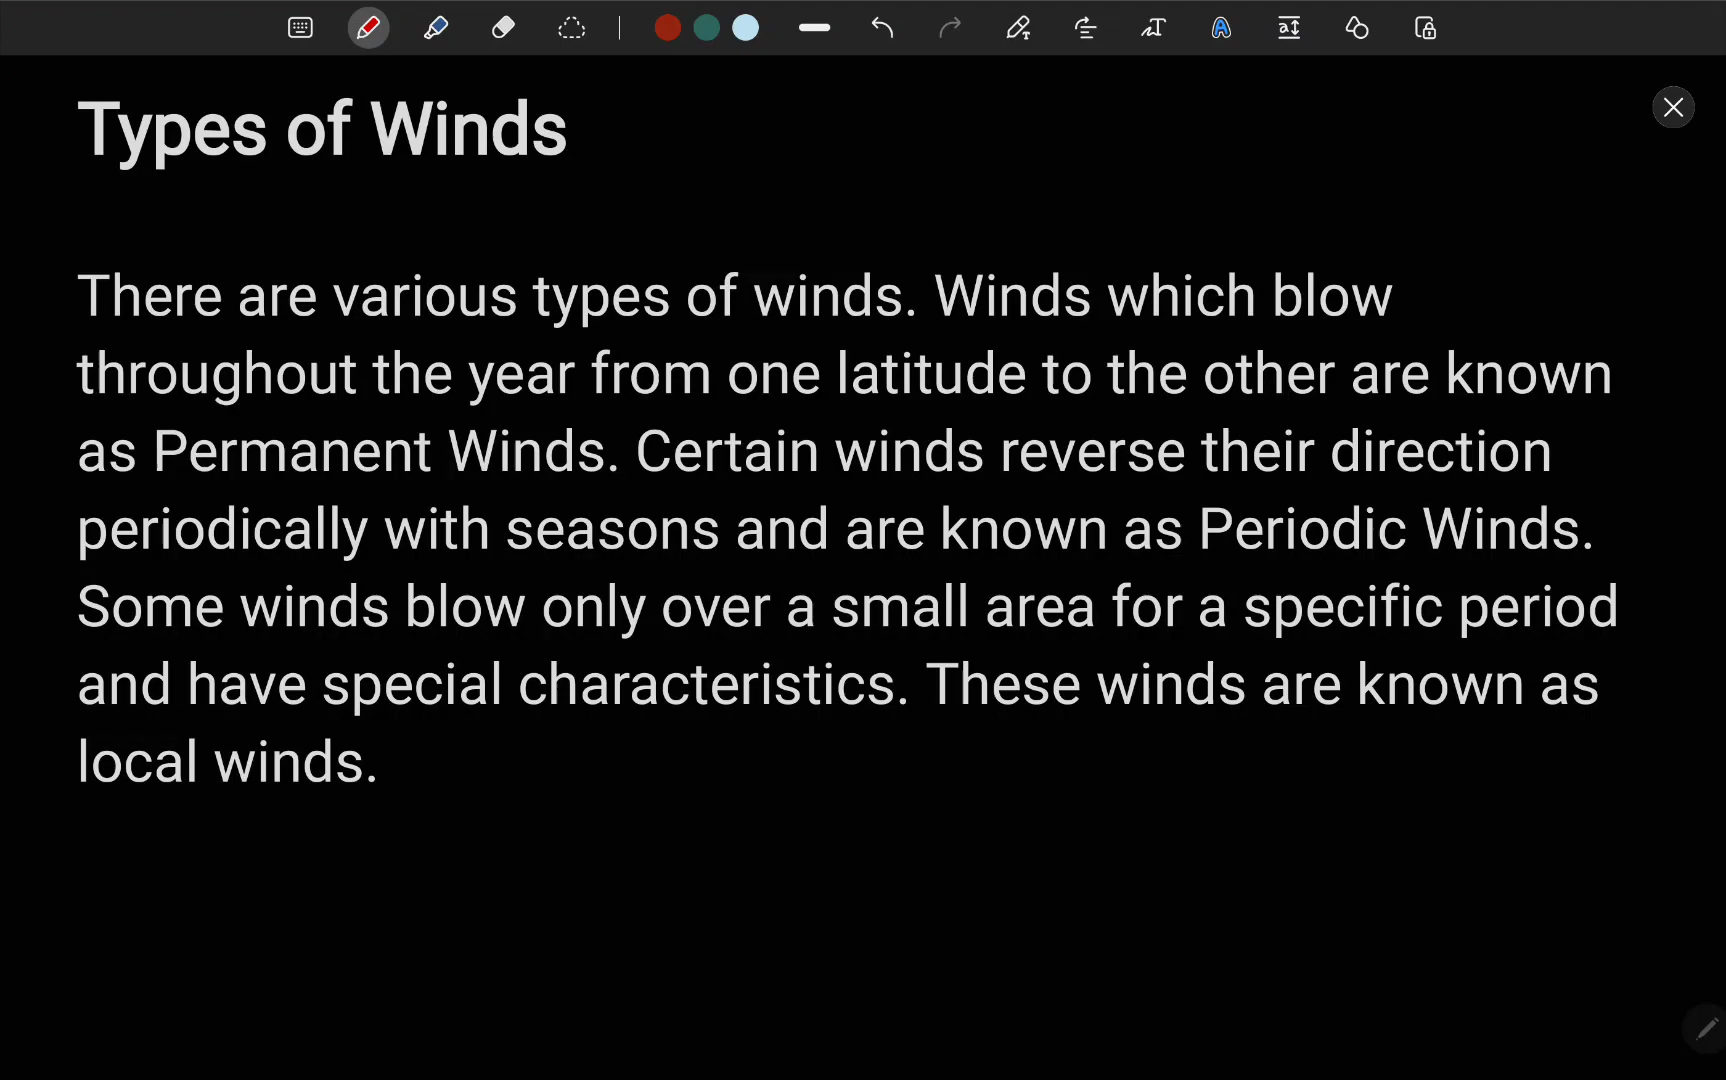 Types of Winds
There are various types of winds. Winds which blow
throughout the year from one latitude to the other are known
as Permanent Winds. Certain winds reverse their direction
periodically with seasons and are known as Periodic Winds.
Some winds blow only over a small area for a specific period
and have special characteristics. These winds are known as
local winds.